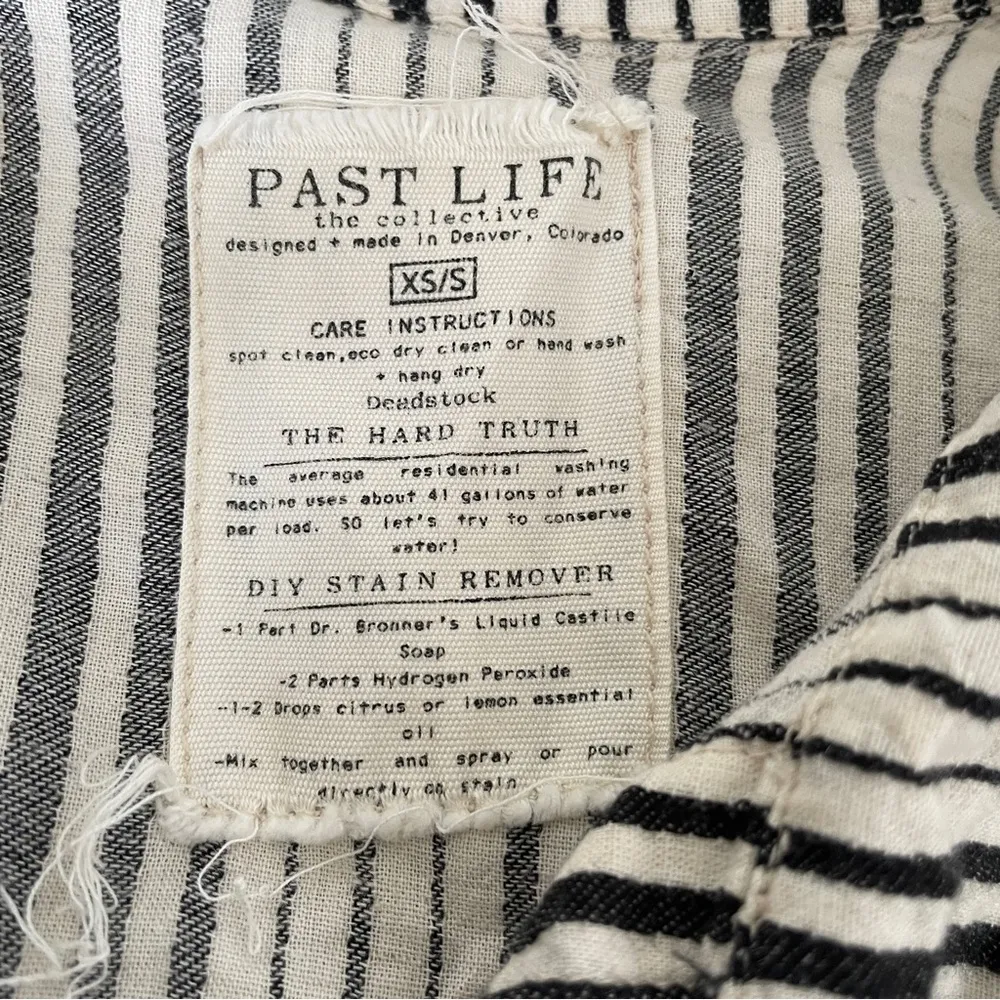 PAST LIFE
the collective
designed + made in Denver, Colorado
XS/S
CARE INSTRUCTIONS
spot clean,eco dry clean or hand wash
+ hang dry
Deadstock
THE HARD TRUTH
The average residential washing
machine uses about 41 gallons of water
per load. SO let's try to conserve
water!
DIY STAIN REMOVER
-1 Part Dr. Bronner's Liquid Castile
Soap
-2 Parts Hydrogen Peroxide
--1-2 Drops citrus or lemon essential
oil
-Mix together and spray or pour
directly on stain